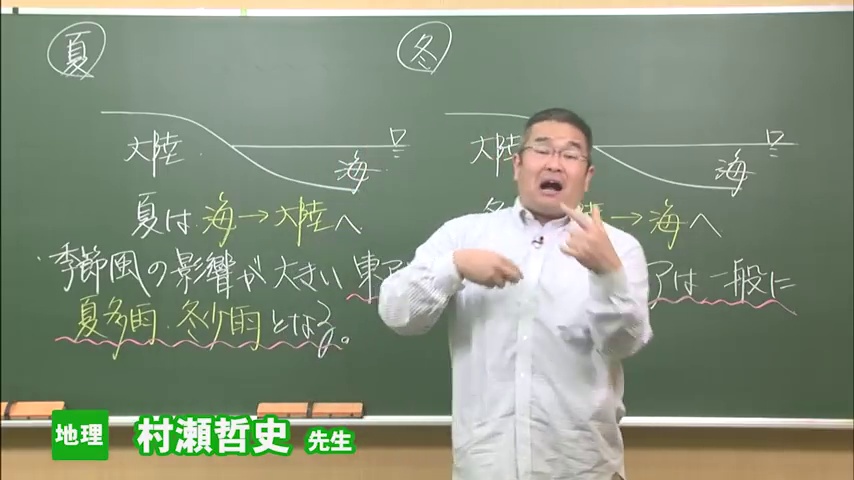 夏
冬
大陸
海
大陸
海
夏は 海→大陸へ
→海へ
・季節風の影響が大きい 東
アは一般に
夏多雨・冬少雨となる。
地理 村瀬哲史 先生